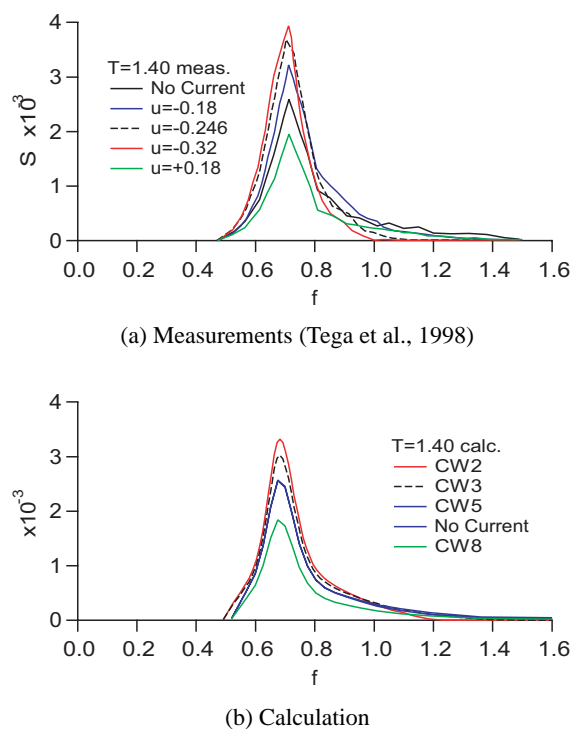 4
3
2
1
0
S x10⁻³
T=1.40 meas.
No Current
u=-0.18
u=-0.246
u=-0.32
u=+0.18
0.0 0.2 0.4 0.6 0.8 1.0 1.2 1.4 1.6
f
(a) Measurements (Tega et al., 1998)
4
3
2
1
0
x10⁻³
T=1.40 calc.
CW2
CW3
CW5
No Current
CW8
0.0 0.2 0.4 0.6 0.8 1.0 1.2 1.4 1.6
f
(b) Calculation